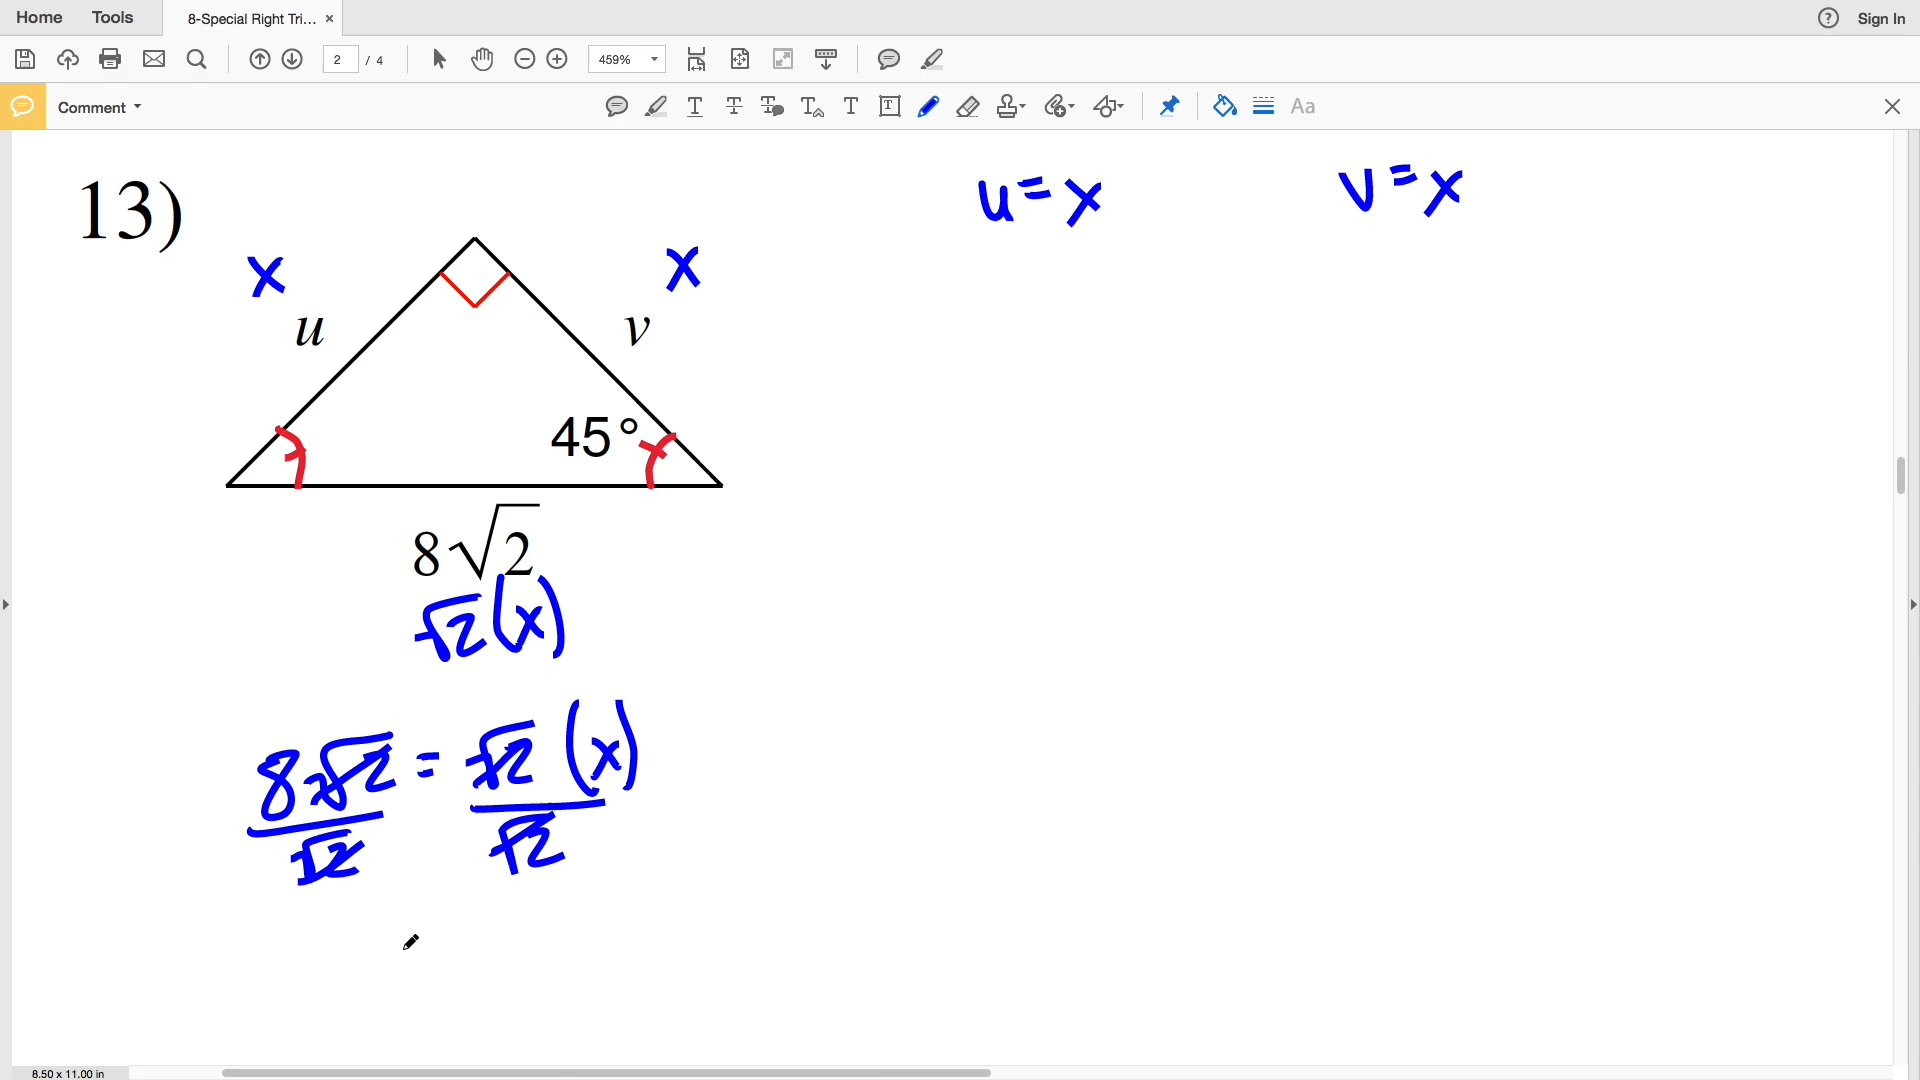 Home Tools 8-Special Right Tri... × ? Sign In
2 / 4 459%
Comment Aa
13) u = x v = x
x x
u v
45°
8√2
√2(x)
8√2 = √2 (x)
√2 √2
8.50 x 11.00 in